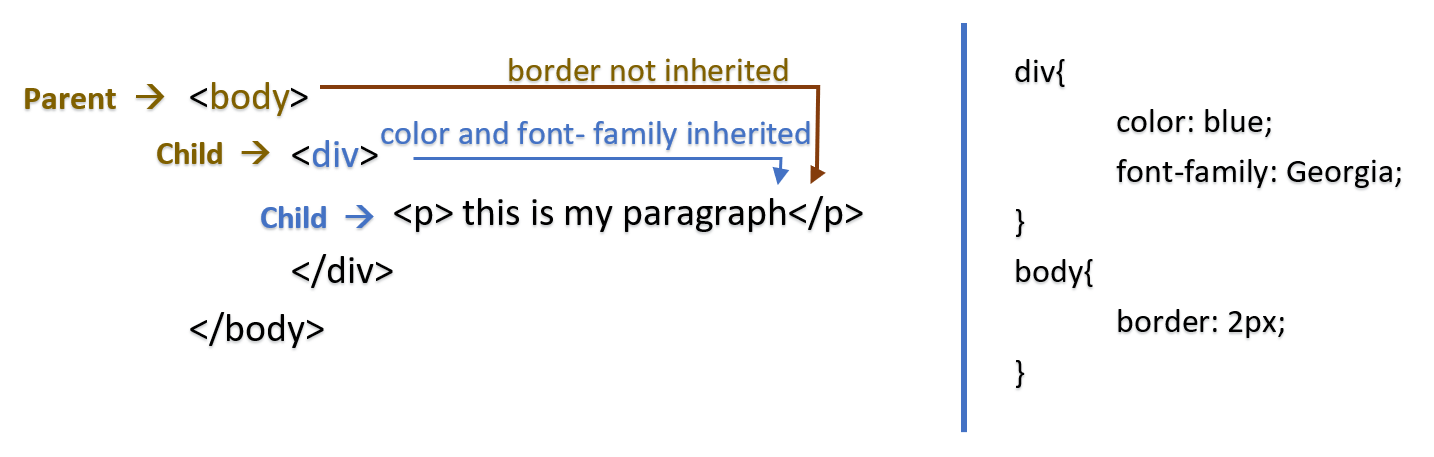 border not inherited
Parent → <body>
color and font- family inherited
Child → <div>
Child → <p> this is my paragraph</p>
</div>
</body>
div{
color: blue;
font-family: Georgia;
}
body{
border: 2px;
}